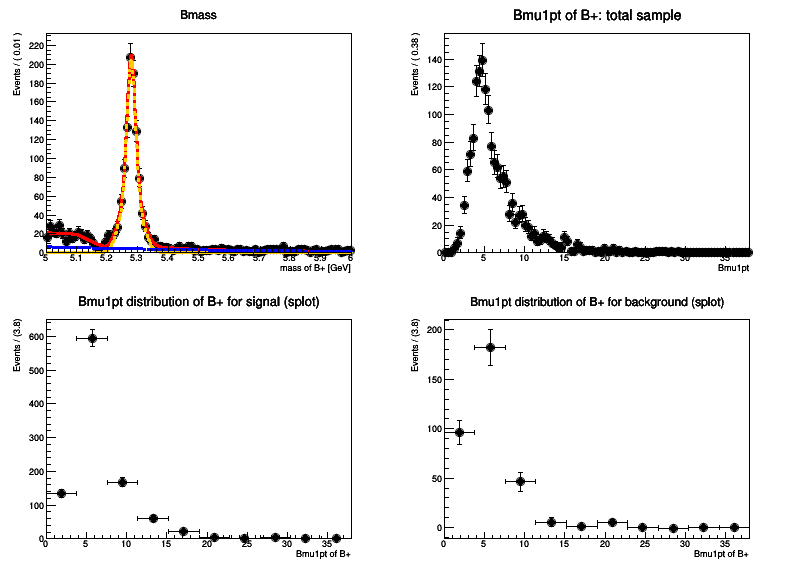 Bmass
Events / ( 0.01)
220
200
180
160
140
120
100
80
60
40
20
0
5 5.1 5.2 5.3 5.4 5.5 5.6 5.7 5.8 5.9 6
mass of B+ [GeV]
Bmu1pt of B+: total sample
Events / ( 0.38)
140
120
100
80
60
40
20
0
0 5 10 15 20 25 30 35
Bmu1pt
Bmu1pt distribution of B+ for signal (splot)
Events / (3.8)
600
500
400
300
200
100
0
0 5 10 15 20 25 30 35
Bmu1pt of B+
Bmu1pt distribution of B+ for background (splot)
Events / (3.8)
200
150
100
50
0
0 5 10 15 20 25 30 35
Bmu1pt of B+